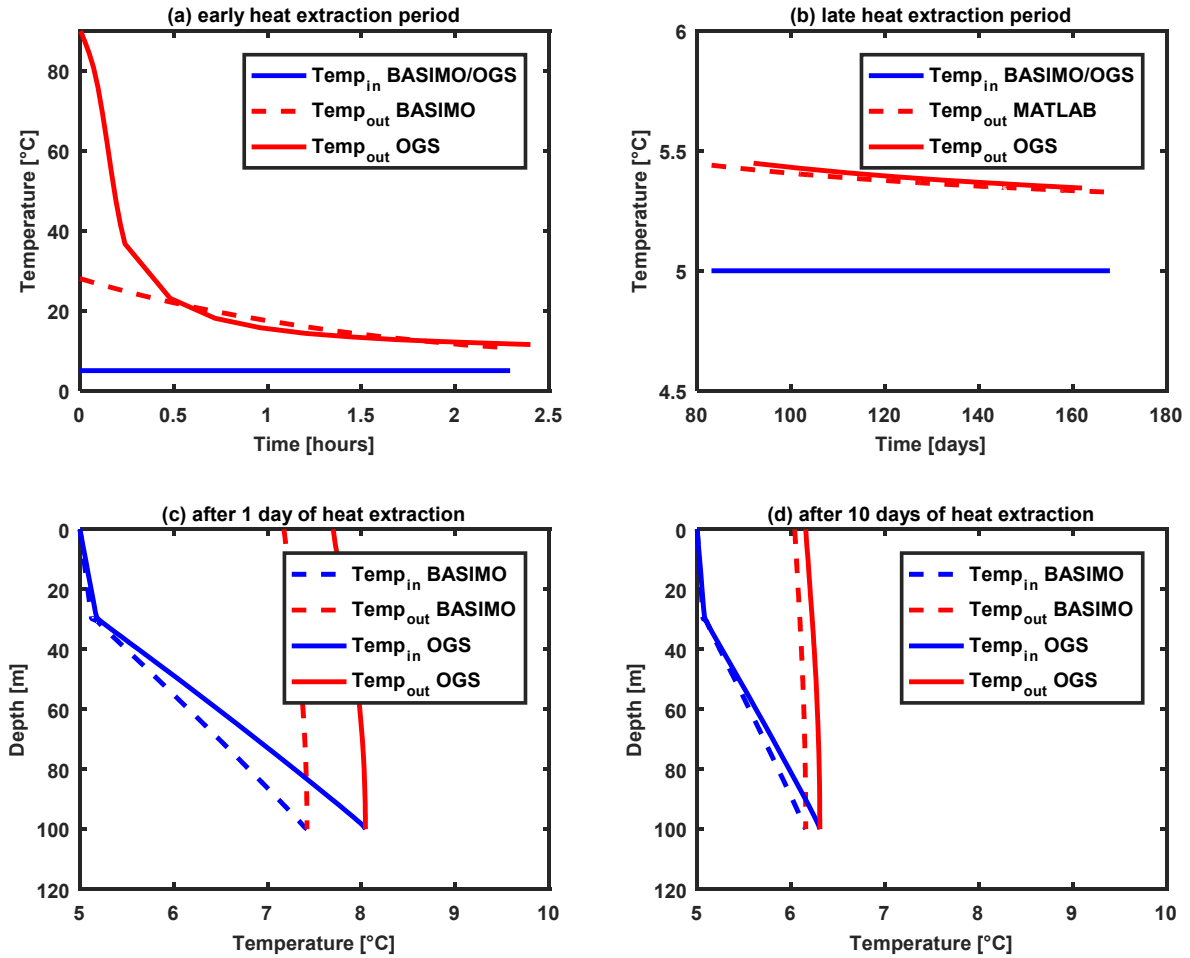 (a) early heat extraction period
80
60
40
20
0
Temperature [°C]
Temp_in BASIMO/OGS
Temp_out BASIMO
Temp_out OGS
0 0.5 1 1.5 2 2.5
Time [hours]
(b) late heat extraction period
6
5.5
5
4.5
Temperature [°C]
Temp_in BASIMO/OGS
Temp_out MATLAB
Temp_out OGS
80 100 120 140 160 180
Time [days]
(c) after 1 day of heat extraction
0
20
40
60
80
100
120
Depth [m]
Temp_in BASIMO
Temp_out BASIMO
Temp_in OGS
Temp_out OGS
5 6 7 8 9 10
Temperature [°C]
(d) after 10 days of heat extraction
0
20
40
60
80
100
120
Depth [m]
Temp_in BASIMO
Temp_out BASIMO
Temp_in OGS
Temp_out OGS
5 6 7 8 9 10
Temperature [°C]